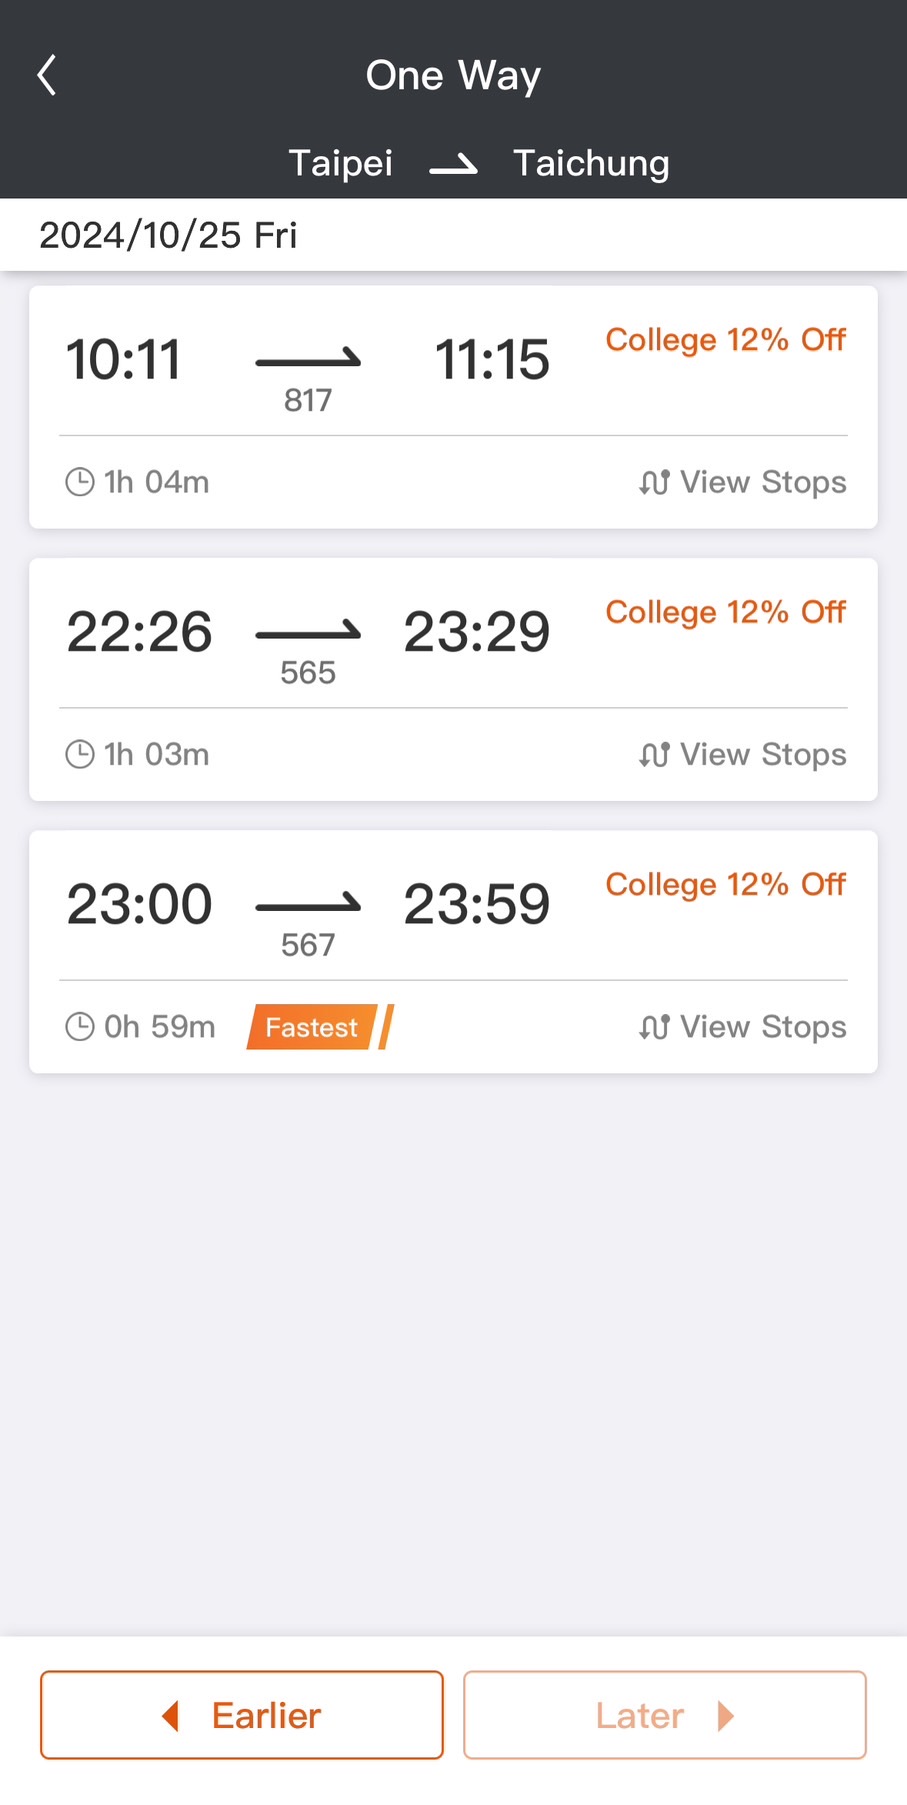 One Way
Taipei Taichung
2024/10/25 Fri
10:11 11:15 College 12% Off
817
1h 04m View Stops
22:26 23:29 College 12% Off
565
1h 03m View Stops
23:00 23:59 College 12% Off
567
0h 59m Fastest View Stops
Earlier Later